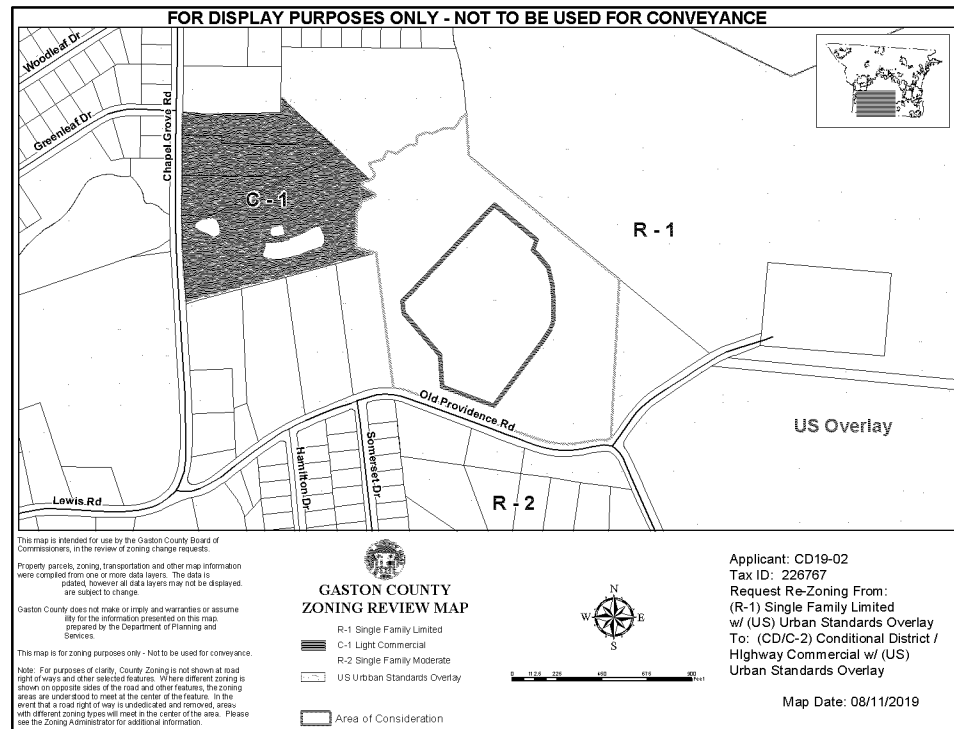 FOR DISPLAY PURPOSES ONLY - NOT TO BE USED FOR CONVEYANCE
Woodleaf Dr
Greenleaf Dr
Chapel Grove Rd
C - 1
R - 1
Old Providence Rd
US Overlay
Hamilton Dr
Somerset Dr
R - 2
Lewis Rd
This map is intended for use by the Gaston County Board of
Commissioners, in the review of zoning change requests.
Property parcels, zoning, transportation and other map information
were compiled from one or more data layers. The data is
pdated, however all data layers may not be displayed.
are subject to change.
Gaston County does not make or imply and warranties or assume
ility for the information presented on this map.
prepared by the Department of Planning and
Services.
This map is for zoning purposes only - Not to be used for conveyance.
Note: For purposes of clarity, County Zoning is not shown at road
right of ways and other selected features. Where different zoning is
shown on opposite sides of the road and other features, the zoning
areas are understood to meet at the center of the feature. In the
event that a road right of way is undedicated and removed, areas
with different zoning types will meet in the center of the area. Please
see the Zoning Administrator for additional information.
GASTON COUNTY
ZONING REVIEW MAP
R-1 Single Family Limited
C-1 Light Commercial
R-2 Single Family Moderate
US Urbban Standards Overlay
Area of Consideration
N
W E
S
0 112.5 225 450 675 900
Feet
Applicant: CD19-02
Tax ID: 226767
Request Re-Zoning From:
(R-1) Single Family Limited
w/ (US) Urban Standards Overlay
To: (CD/C-2) Conditional District /
HIghway Commercial w/ (US)
Urban Standards Overlay
Map Date: 08/11/2019